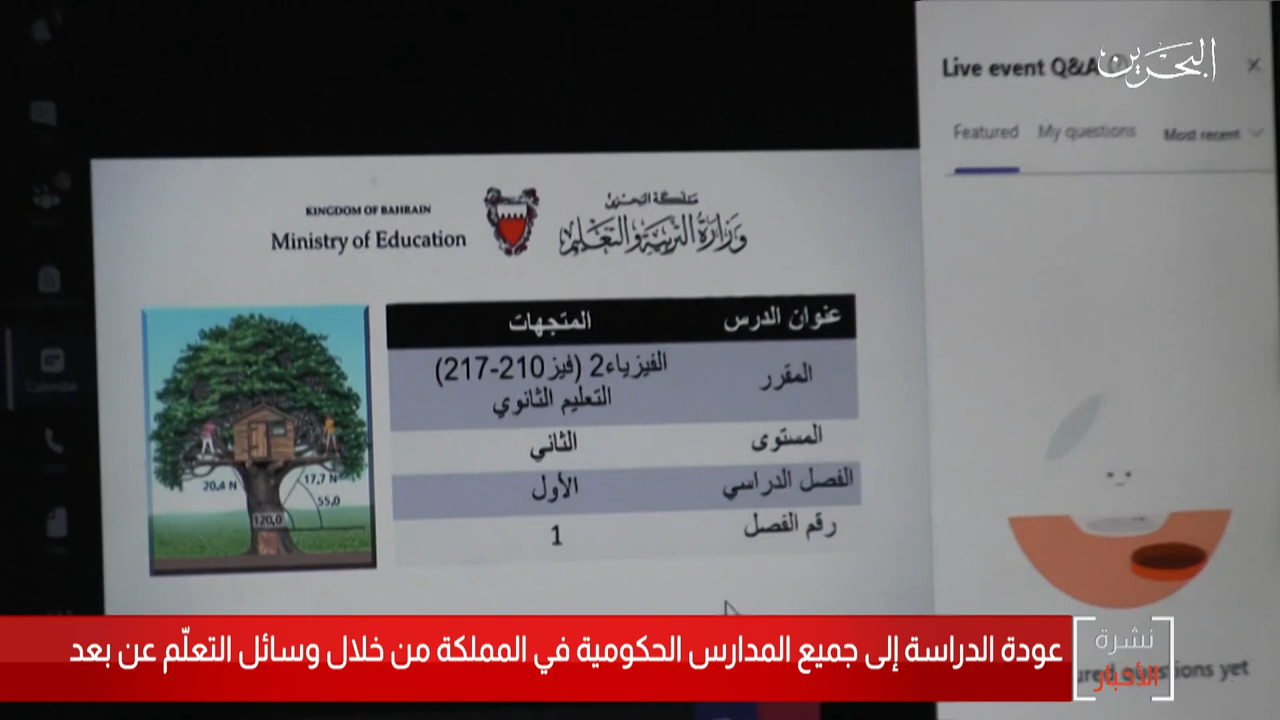 Live event Q&A
البحرين
Featured My questions Most recent
KINGDOM OF BAHRAIN
Ministry of Education
مملكة البحرين
وزارة التربية والتعليم
عنوان الدرس المتجهات
المقرر الفيزياء2 (فيز210-217)
التعليم الثانوي
المستوى الثاني
الفصل الدراسي الأول
رقم الفصل 1
20,4 N
17,7 N
55,0
120,0
عودة الدراسة إلى جميع المدارس الحكومية في المملكة من خلال وسائل التعلّم عن بعد
نشرة
الأخبار
questions yet